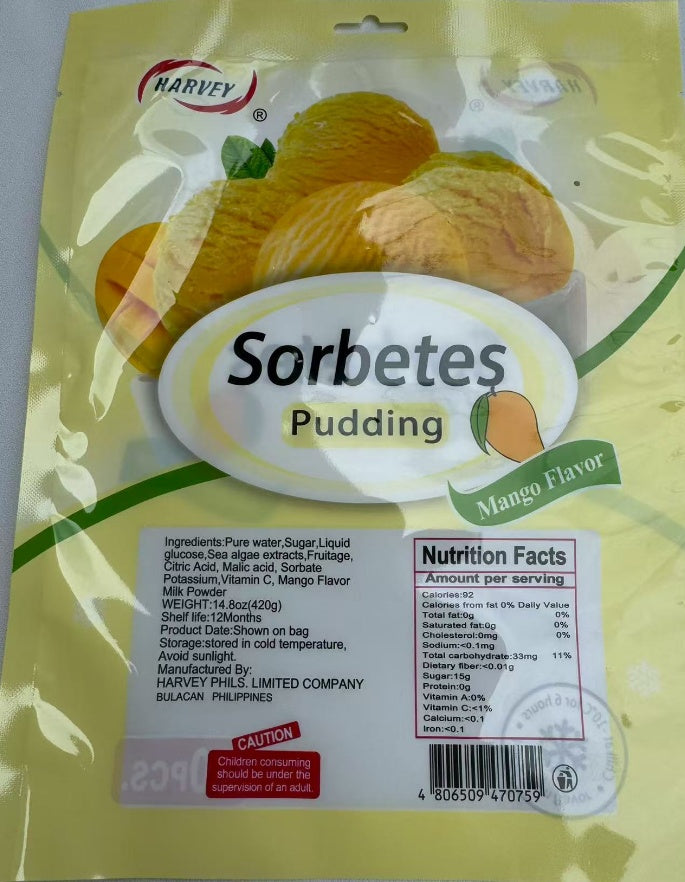 HARVEY
®
Sorbetes
Pudding
Mango Flavor
Ingredients:Pure water,Sugar,Liquid
glucose,Sea algae extracts,Fruitage,
Citric Acid, Malic acid, Sorbate
Potassium,Vitamin C, Mango Flavor
Milk Powder
WEIGHT:14.8oz(420g)
Shelf life:12Months
Product Date:Shown on bag
Storage:stored in cold temperature,
Avoid sunlight.
Manufactured By:
HARVEY PHILS. LIMITED COMPANY
BULACAN PHILIPPINES
CAUTION
Children consuming
should be under the
supervision of an adult.
Nutrition Facts
Amount per serving
Calories:92
Calories from fat 0% Daily Value
Total fat:0g 0%
Saturated fat:0g 0%
Cholesterol:0mg 0%
Sodium:<0.1mg
Total carbohydrate:33mg 11%
Dietary fiber:<0.01g
Sugar:15g
Protein:0g
Vitamin A:0%
Vitamin C:<1%
Calcium:<0.1
Iron:<0.1
4 806509 470759